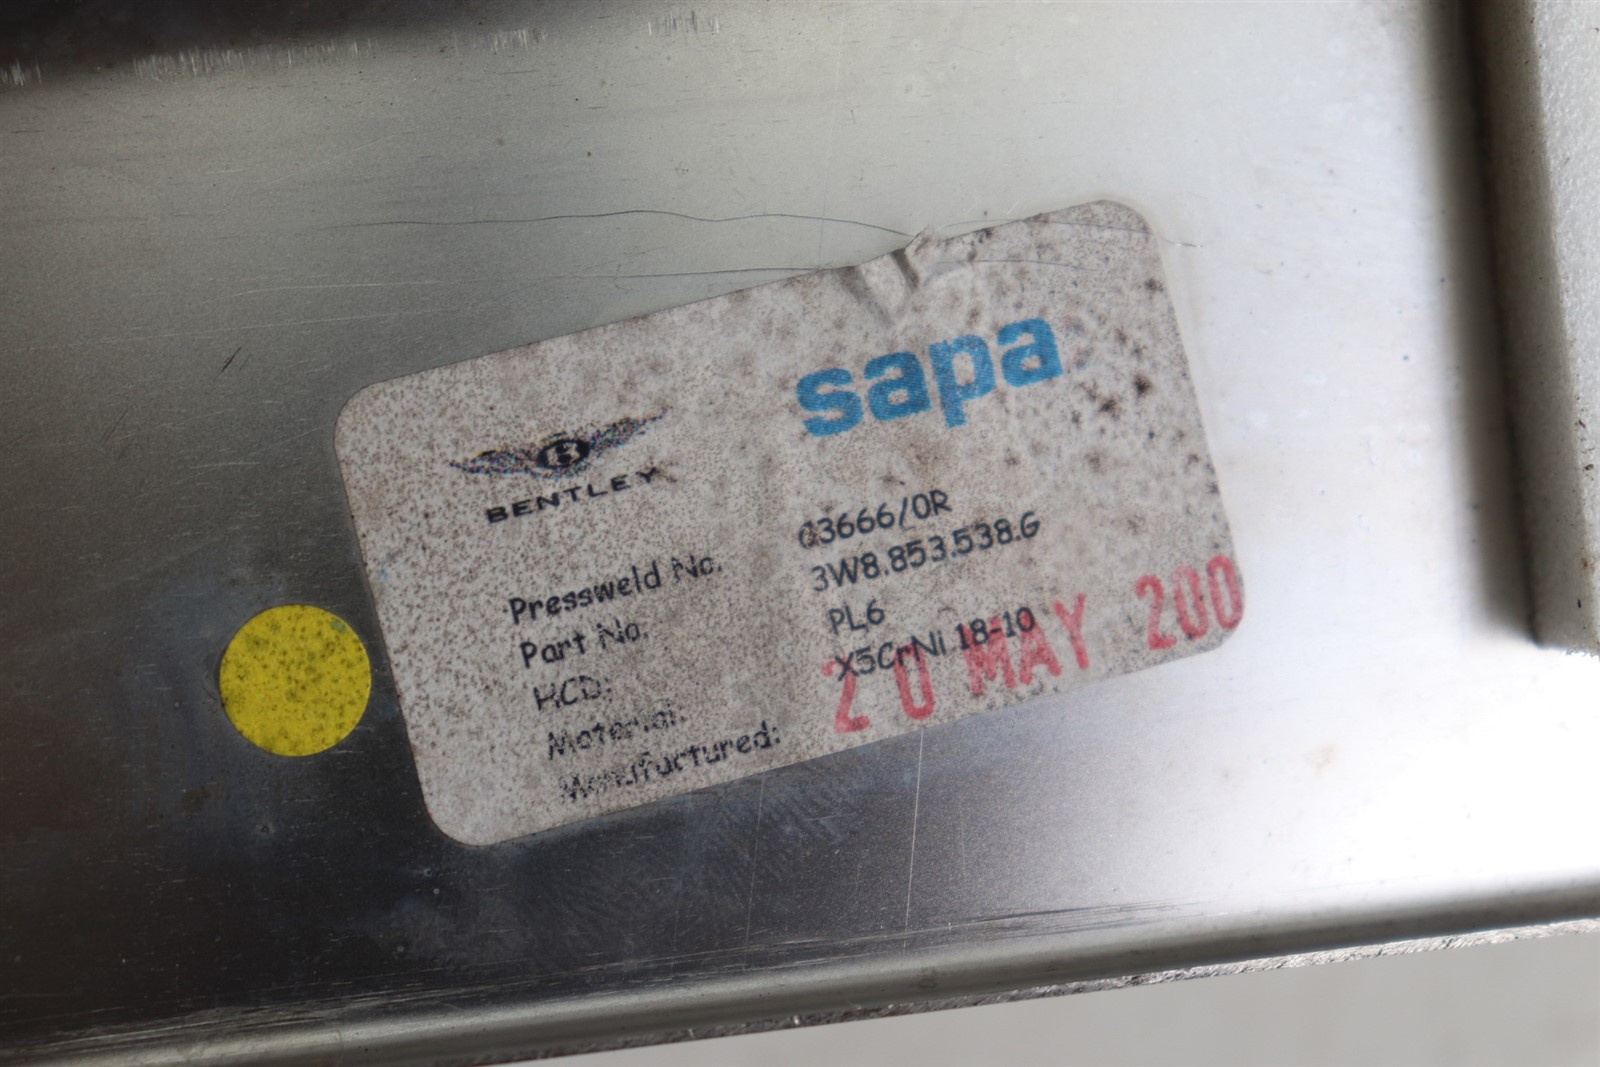 B
BENTLEY
sapa
Pressweld No. Q3666/0R
Part No. 3W8.853.538.G
HCD: PL6
Material: X5CrNi 18-10
Manufactured: 20 MAY 200